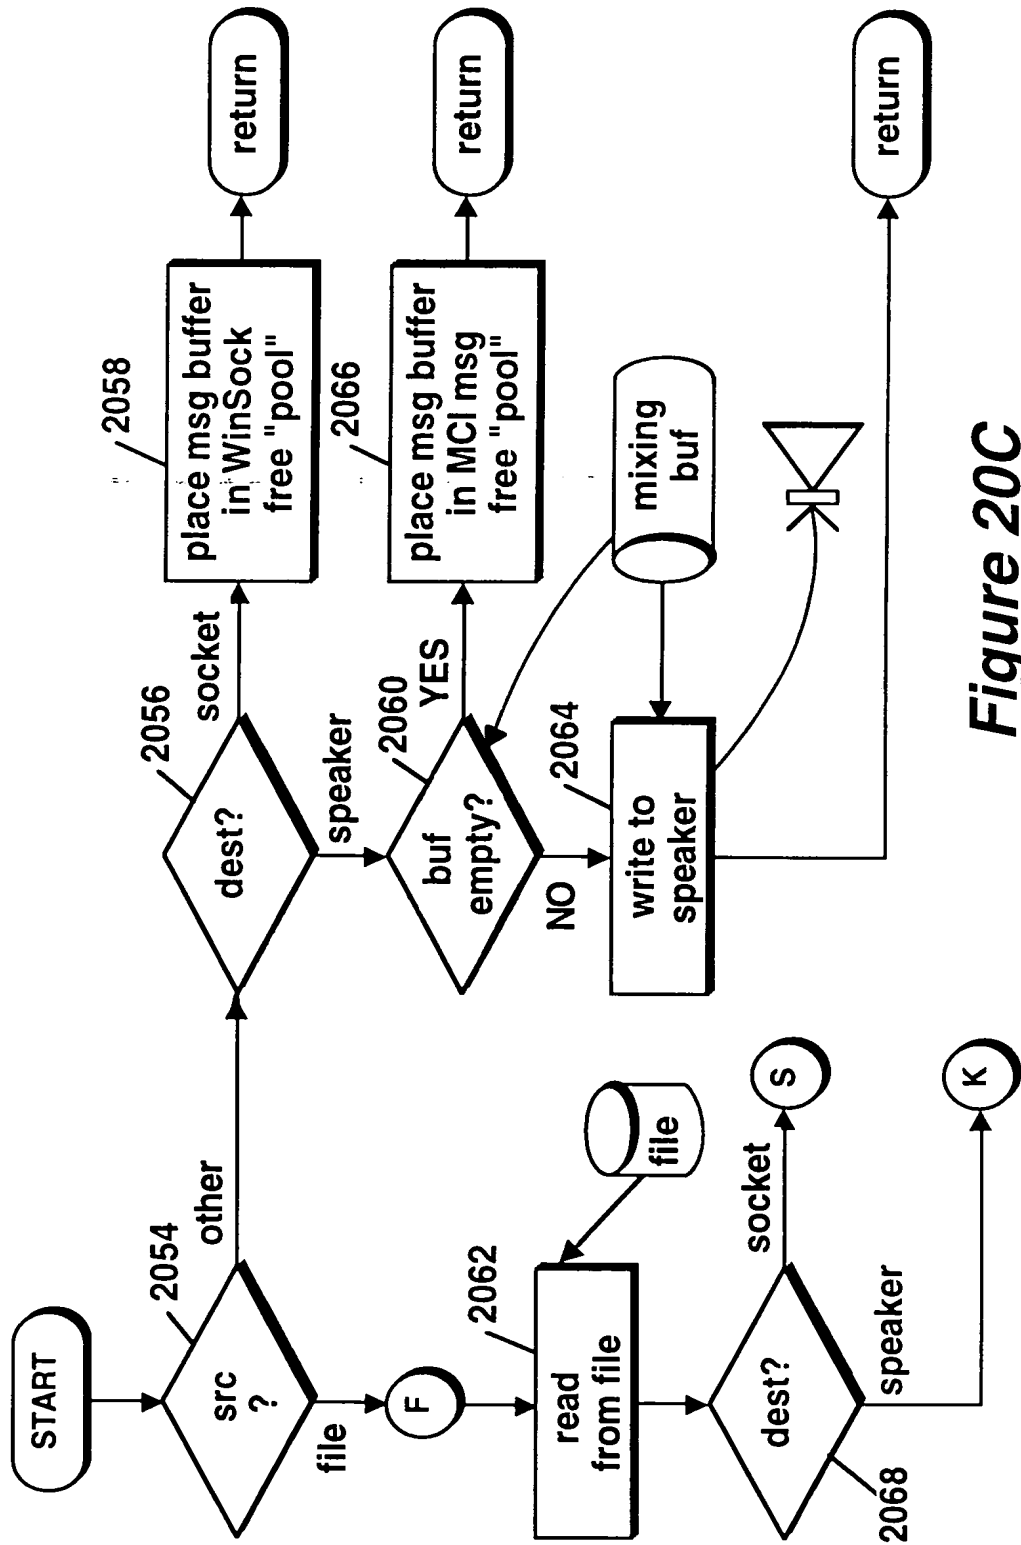 START
2054
src
?
other
file
F
2062
read
from file
file
2068
dest?
socket
S
speaker
K
2056
dest?
socket
2058
place msg buffer
in WinSock
free "pool"
return
speaker
2060
buf
empty?
YES
2066
place msg buffer
in MCI msg
free "pool"
return
NO
2064
write to
speaker
mixing
buf
return
Figure 20C